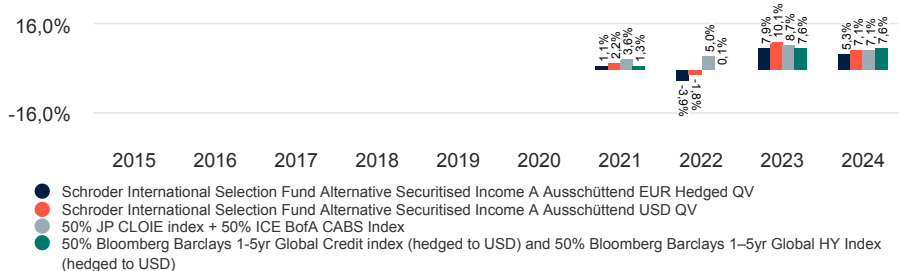 16,0%
1,1% 2,2% 3,6% 1,3% -3,9% -1,8% 5,0% 0,1% 7,9% 10,1% 8,7% 7,6% 5,3% 7,1% 7,1% 7,6%
-16,0%
2015 2016 2017 2018 2019 2020 2021 2022 2023 2024
Schroder International Selection Fund Alternative Securitised Income A Ausschüttend EUR Hedged QV
Schroder International Selection Fund Alternative Securitised Income A Ausschüttend USD QV
50% JP CLOIE index + 50% ICE BofA CABS Index
50% Bloomberg Barclays 1-5yr Global Credit index (hedged to USD) and 50% Bloomberg Barclays 1–5yr Global HY Index
(hedged to USD)